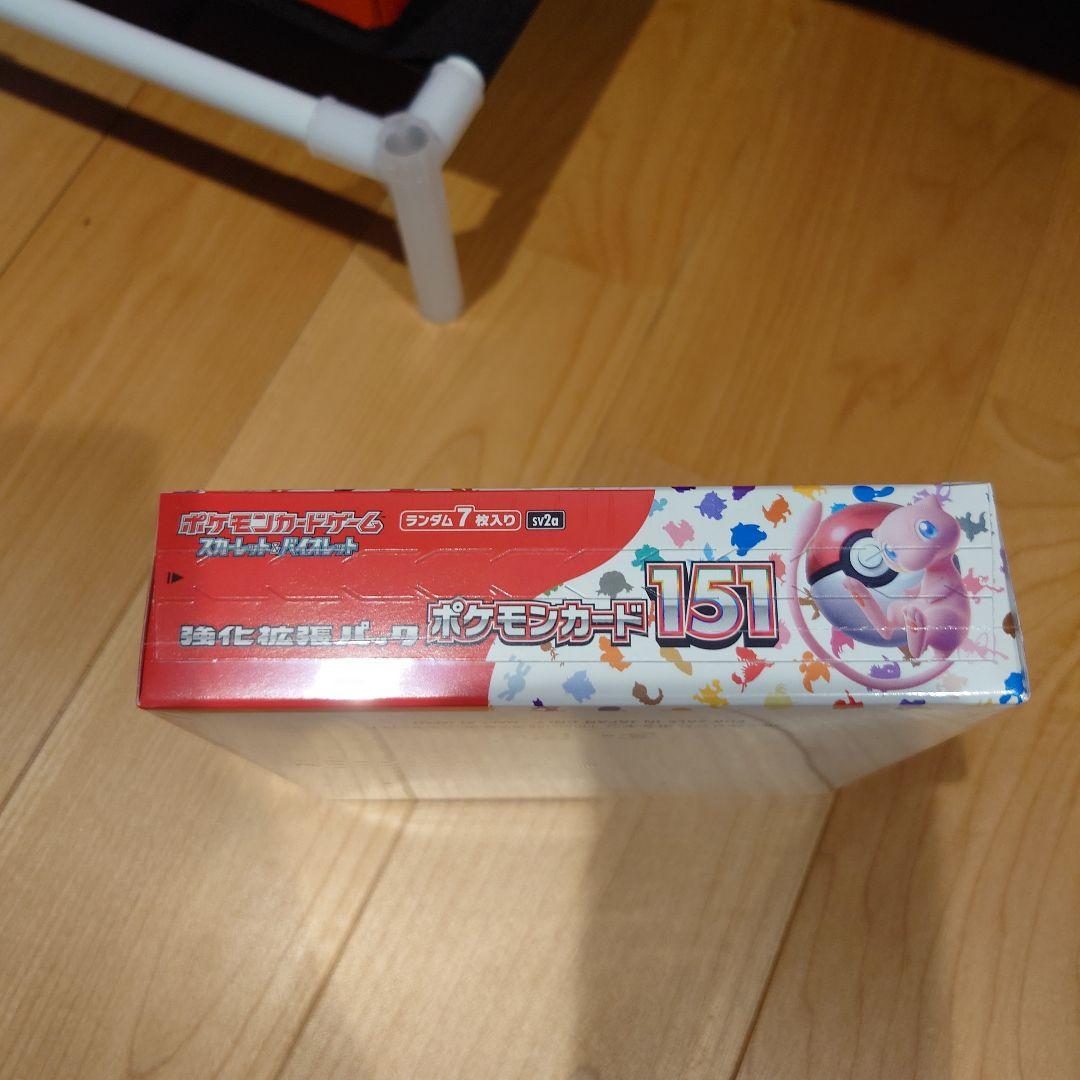 ポケモンカードゲーム
スカーレット&バイオレット
ランダム7枚入り
sv2a
強化拡張パック
ポケモンカード151